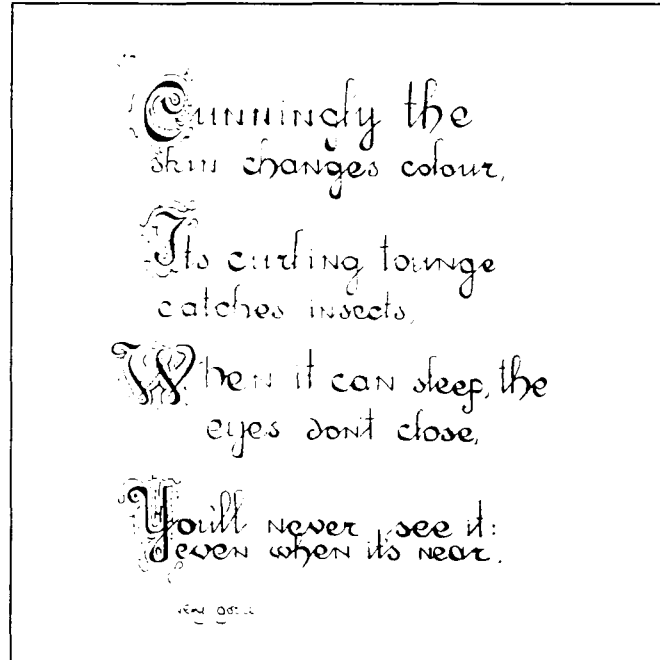 Cunningly the
skin changes colour,
Its curling tounge
catches insects,
When it can sleep, the
eyes dont close,
You'll never see it:
even when its near.